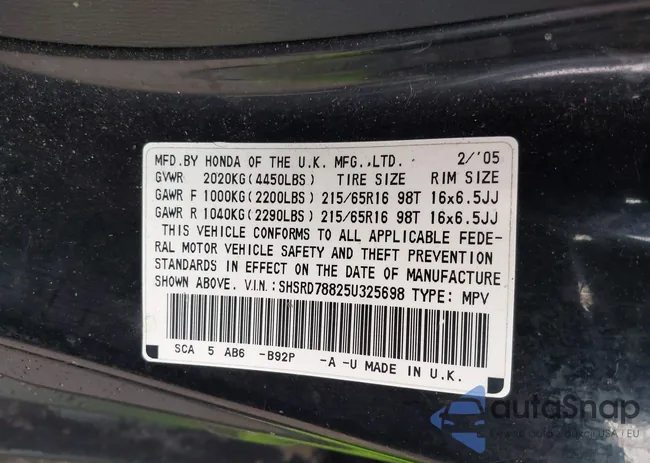 MFD.BY HONDA OF THE U.K. MFG.,LTD. 2/'05
GVWR 2020KG(4450LBS) TIRE SIZE RIM SIZE
GAWR F 1000KG(2200LBS) 215/65R16 98T 16x6.5JJ
GAWR R 1040KG(2290LBS) 215/65R16 98T 16x6.5JJ
THIS VEHICLE CONFORMS TO ALL APPLICABLE FEDE-
RAL MOTOR VEHICLE SAFETY AND THEFT PREVENTION
STANDARDS IN EFFECT ON THE DATE OF MANUFACTURE
SHOWN ABOVE. V.I.N.:SHSRD78825U325698 TYPE: MPV
SCA 5 AB6 -B92P -A -U MADE IN U.K.
autoSnap
USA / EU